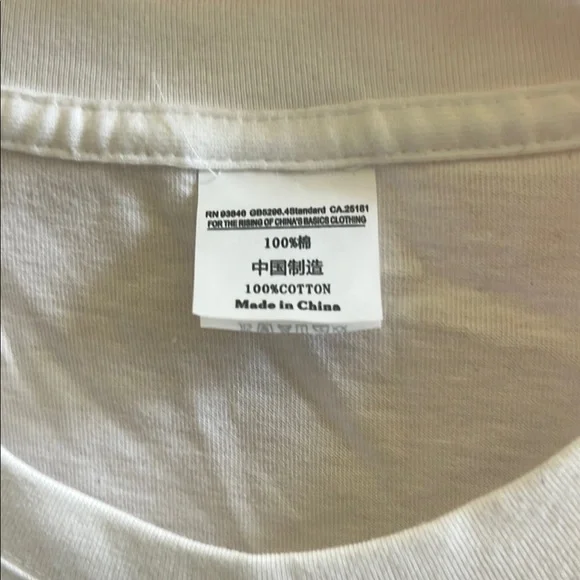 RN 93846 GB5296.4Standard CA.25161
FOR THE RISING OF CHINA'S BASICS CLOTHING
100%棉
中国制造
100%COTTON
Made in China